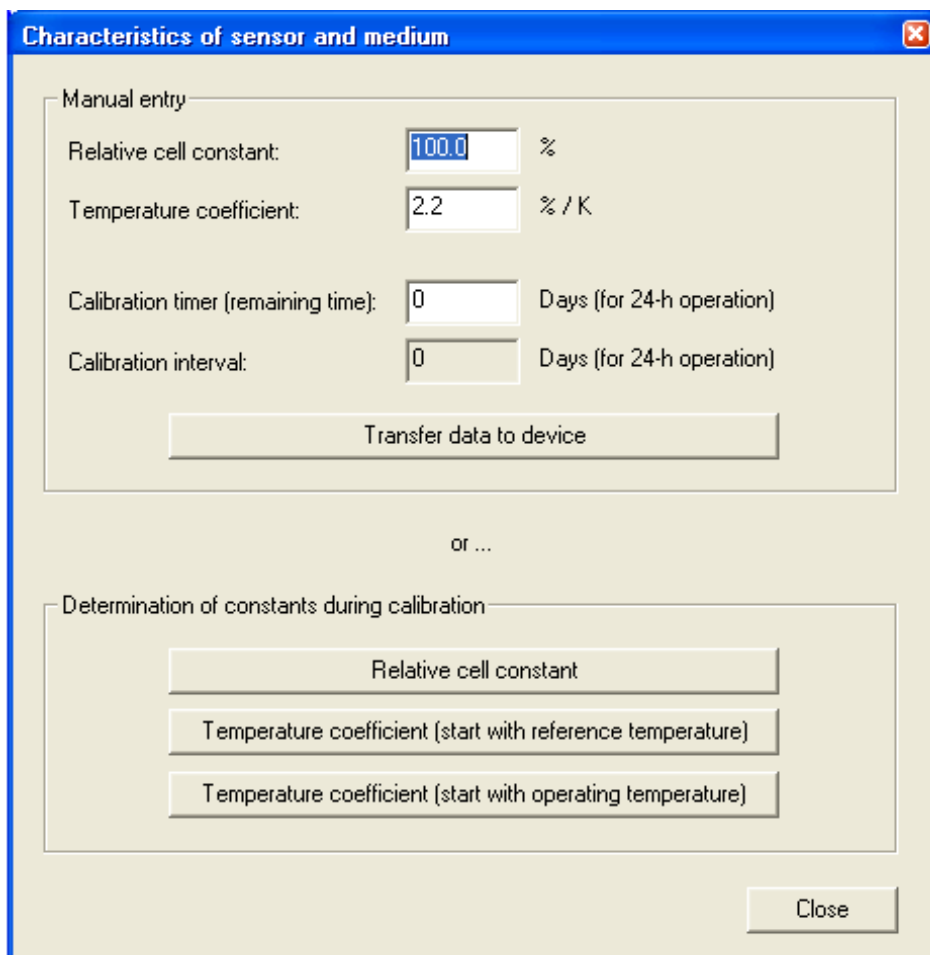 Characteristics of sensor and medium
Manual entry
Relative cell constant: 100.0 %
Temperature coefficient: 2.2 % / K
Calibration timer (remaining time): 0 Days (for 24-h operation)
Calibration interval: 0 Days (for 24-h operation)
Transfer data to device
or ...
Determination of constants during calibration
Relative cell constant
Temperature coefficient (start with reference temperature)
Temperature coefficient (start with operating temperature)
Close